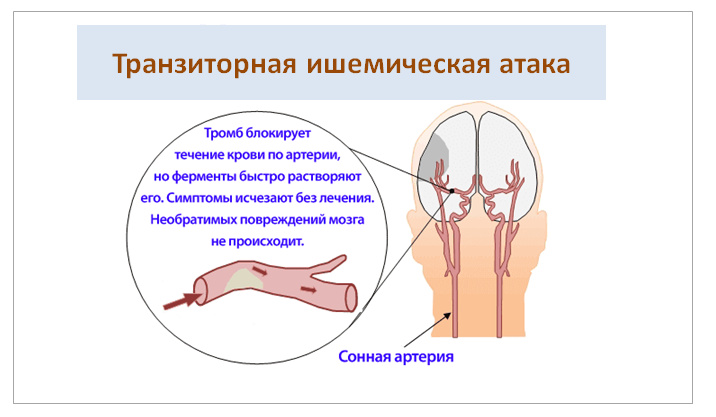 Транзиторная ишемическая атака
Тромб блокирует
течение крови по артерии,
но ферменты быстро растворяют
его. Симптомы исчезают без лечения.
Необратимых повреждений мозга
не происходит.
Сонная артерия